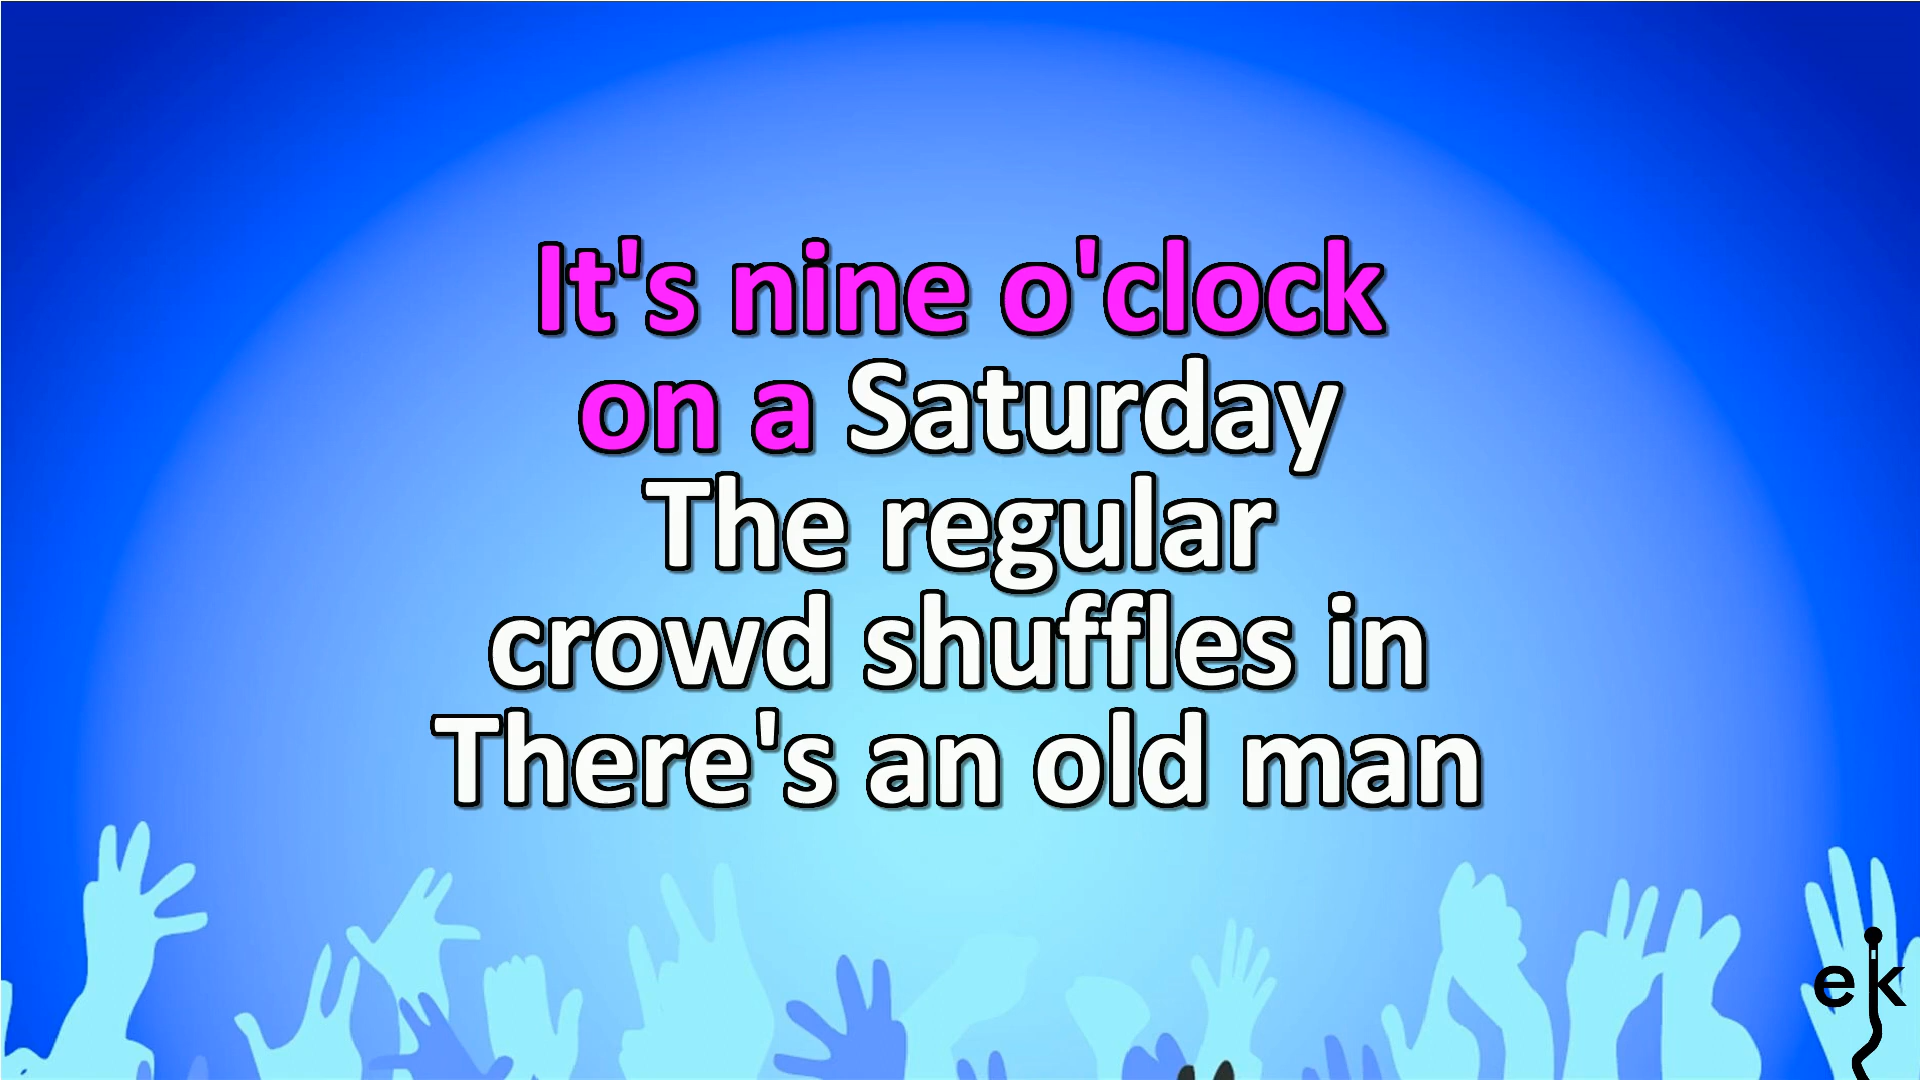 It's nine o'clock
on a Saturday
The regular
crowd shuffles in
There's an old man
ek